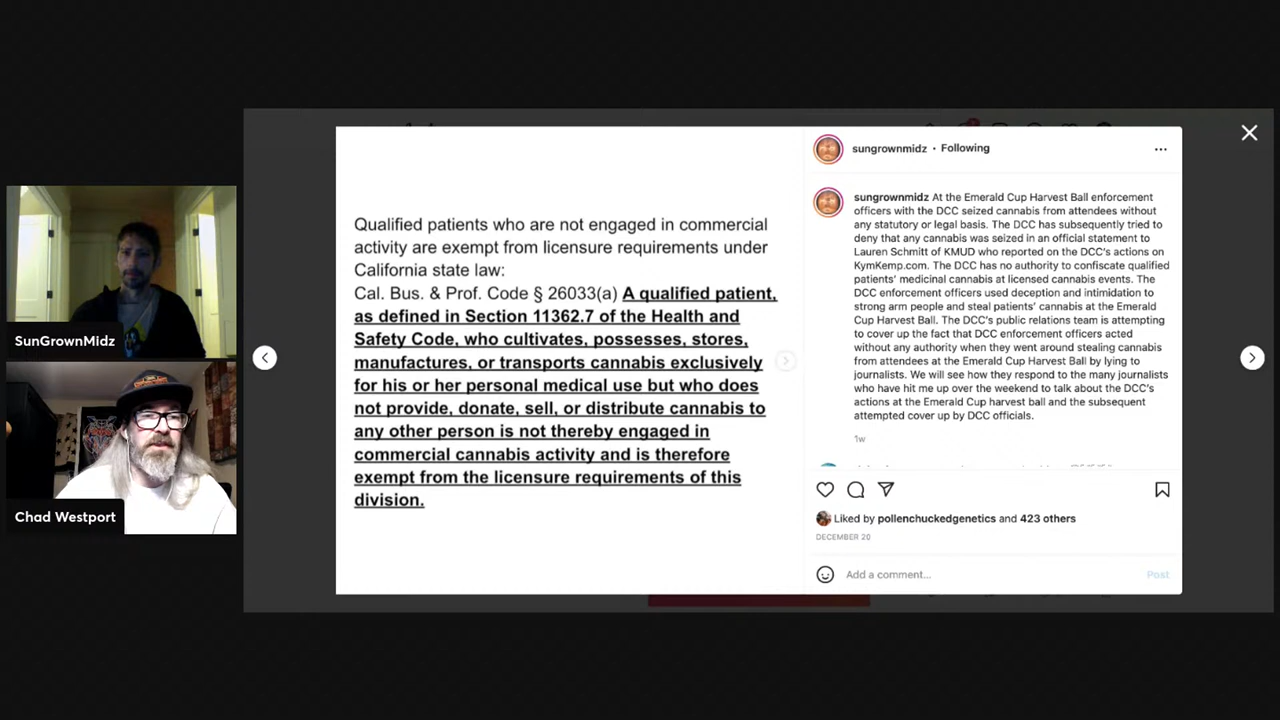 SunGrownMidz
Chad Westport
Qualified patients who are not engaged in commercial
activity are exempt from licensure requirements under
California state law:
Cal. Bus. & Prof. Code § 26033(a) A qualified patient,
as defined in Section 11362.7 of the Health and
Safety Code, who cultivates, possesses, stores,
manufactures, or transports cannabis exclusively
for his or her personal medical use but who does
not provide, donate, sell, or distribute cannabis to
any other person is not thereby engaged in
commercial cannabis activity and is therefore
exempt from the licensure requirements of this
division.
sungrownmidz • Following
sungrownmidz At the Emerald Cup Harvest Ball enforcement
officers with the DCC seized cannabis from attendees without
any statutory or legal basis. The DCC has subsequently tried to
deny that any cannabis was seized in an official statement to
Lauren Schmitt of KMUD who reported on the DCC's actions on
KymKemp.com. The DCC has no authority to confiscate qualified
patients' medicinal cannabis at licensed cannabis events. The
DCC enforcement officers used deception and intimidation to
strong arm people and steal patients' cannabis at the Emerald
Cup Harvest Ball. The DCC's public relations team is attempting
to cover up the fact that DCC enforcement officers acted
without any authority when they went around stealing cannabis
from attendees at the Emerald Cup Harvest Ball by lying to
journalists. We will see how they respond to the many journalists
who have hit me up over the weekend to talk about the DCC's
actions at the Emerald Cup harvest ball and the subsequent
attempted cover up by DCC officials.
1w
Liked by pollenchuckedgenetics and 423 others
DECEMBER 20
Add a comment...
Post